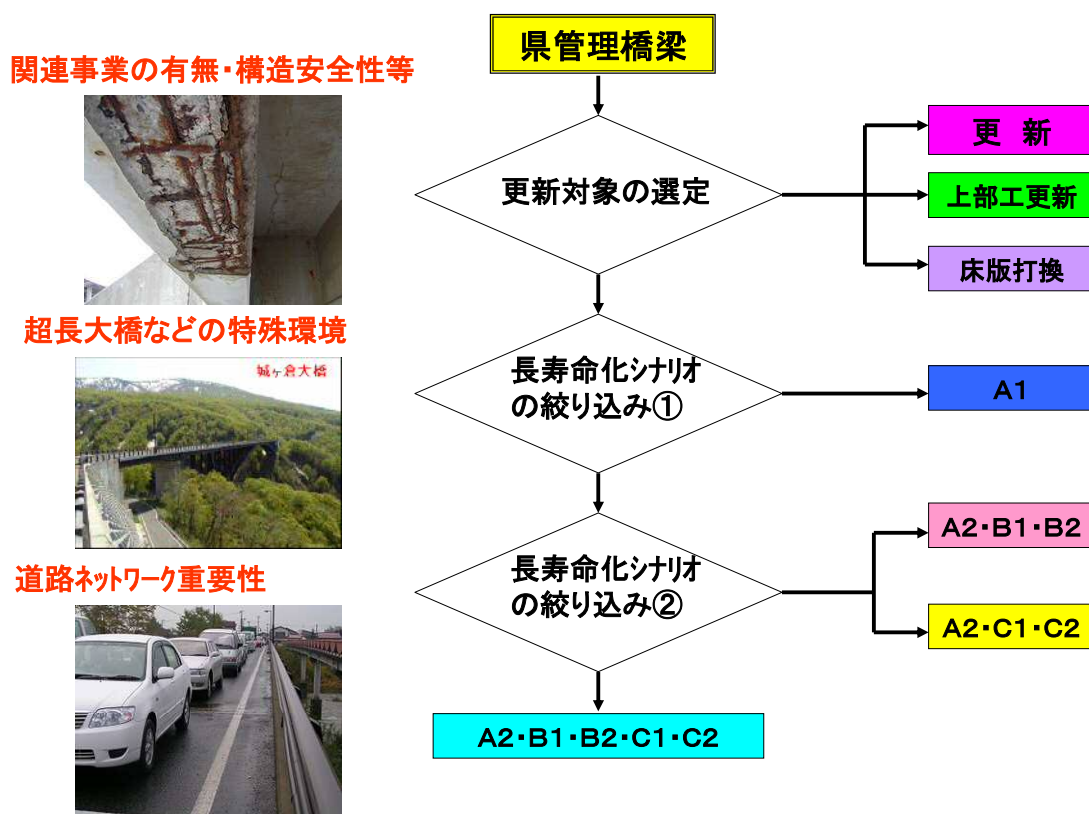 県管理橋梁
関連事業の有無・構造安全性等
更新対象の選定
更　新
上部工更新
床版打換
超長大橋などの特殊環境
城ヶ倉大橋
長寿命化シナリオ
の絞り込み①
A1
道路ネットワーク重要性
長寿命化シナリオ
の絞り込み②
A2・B1・B2
A2・C1・C2
A2・B1・B2・C1・C2